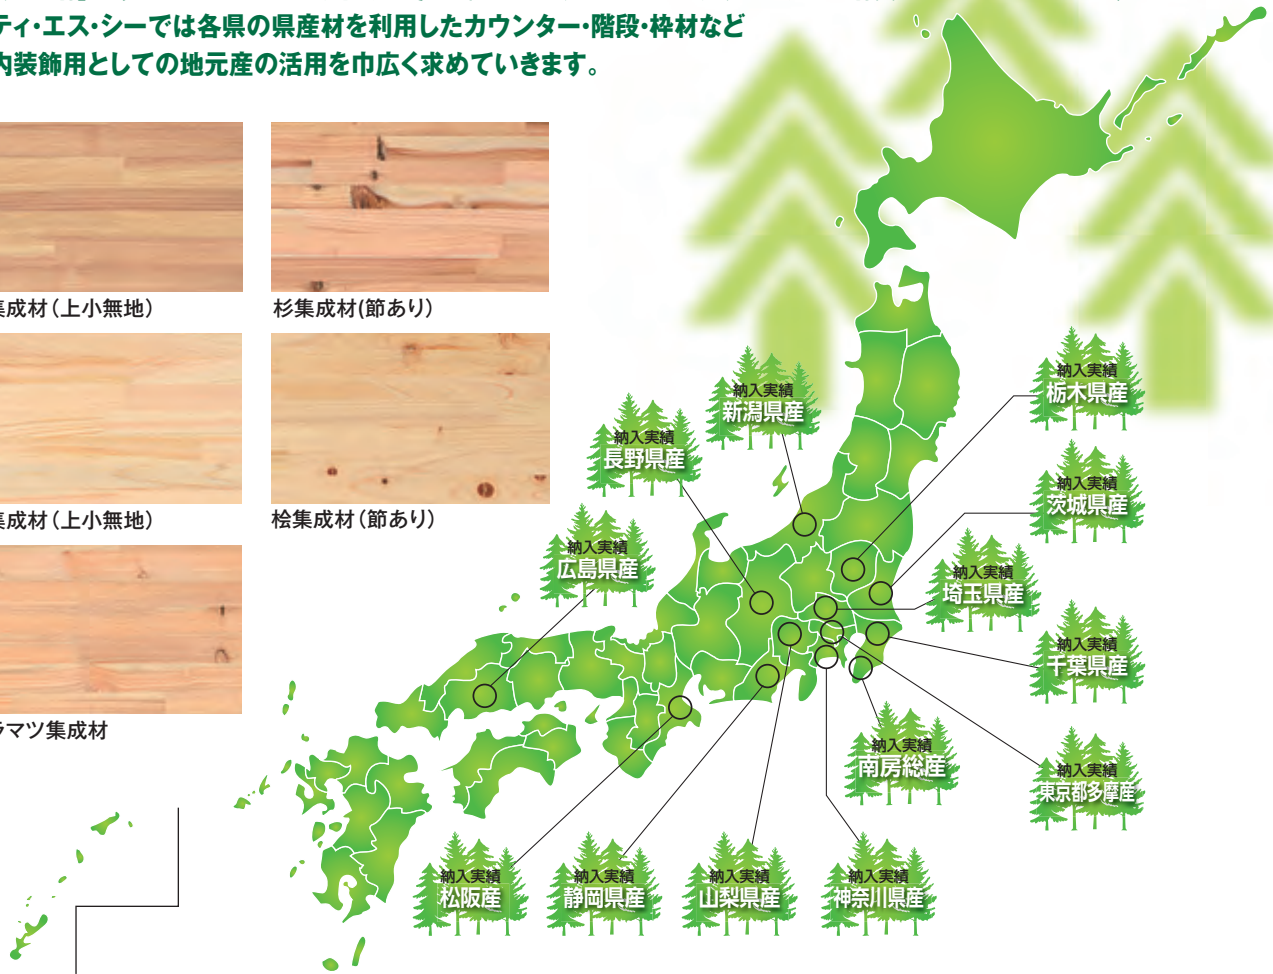 ティ・エス・シーでは各県の県産材を利用したカウンター・階段・枠材など
内装飾用としての地元産の活用を巾広く求めていきます。
集成材（上小無地）
杉集成材(節あり)
集成材（上小無地）
桧集成材（節あり）
ラマツ集成材
納入実績
新潟県産
納入実績
長野県産
納入実績
広島県産
納入実績
栃木県産
納入実績
茨城県産
納入実績
埼玉県産
納入実績
千葉県産
納入実績
南房総産
納入実績
東京都多摩産
納入実績
松阪産
納入実績
静岡県産
納入実績
山梨県産
納入実績
神奈川県産